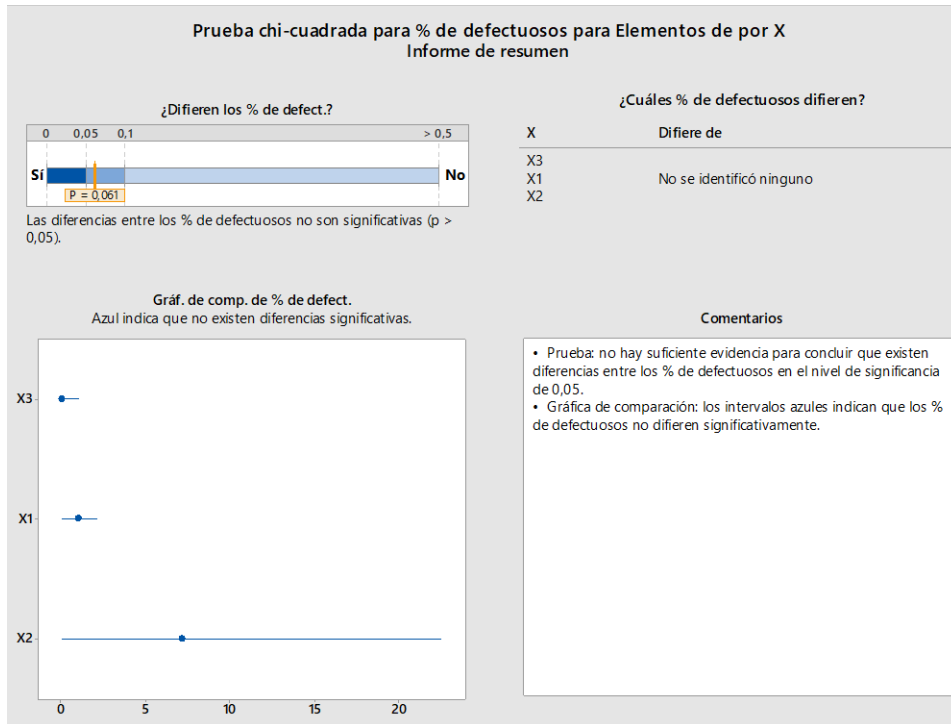 Prueba chi-cuadrada para % de defectuosos para Elementos de por X
Informe de resumen
¿Difieren los % de defect.?
0 0,05 0,1 > 0,5
Sí No
P = 0,061
Las diferencias entre los % de defectuosos no son significativas (p >
0,05).
¿Cuáles % de defectuosos difieren?
X Difiere de
X3
X1 No se identificó ninguno
X2
Gráf. de comp. de % de defect.
Azul indica que no existen diferencias significativas.
X3
X1
X2
0 5 10 15 20
Comentarios
• Prueba: no hay suficiente evidencia para concluir que existen
diferencias entre los % de defectuosos en el nivel de significancia
de 0,05.
• Gráfica de comparación: los intervalos azules indican que los %
de defectuosos no difieren significativamente.